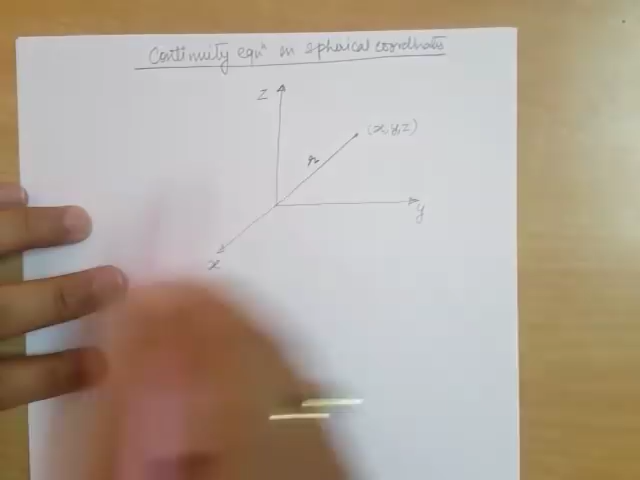 Continuity eqn in spherical coordinates
z
(x, y, z)
r
y
x